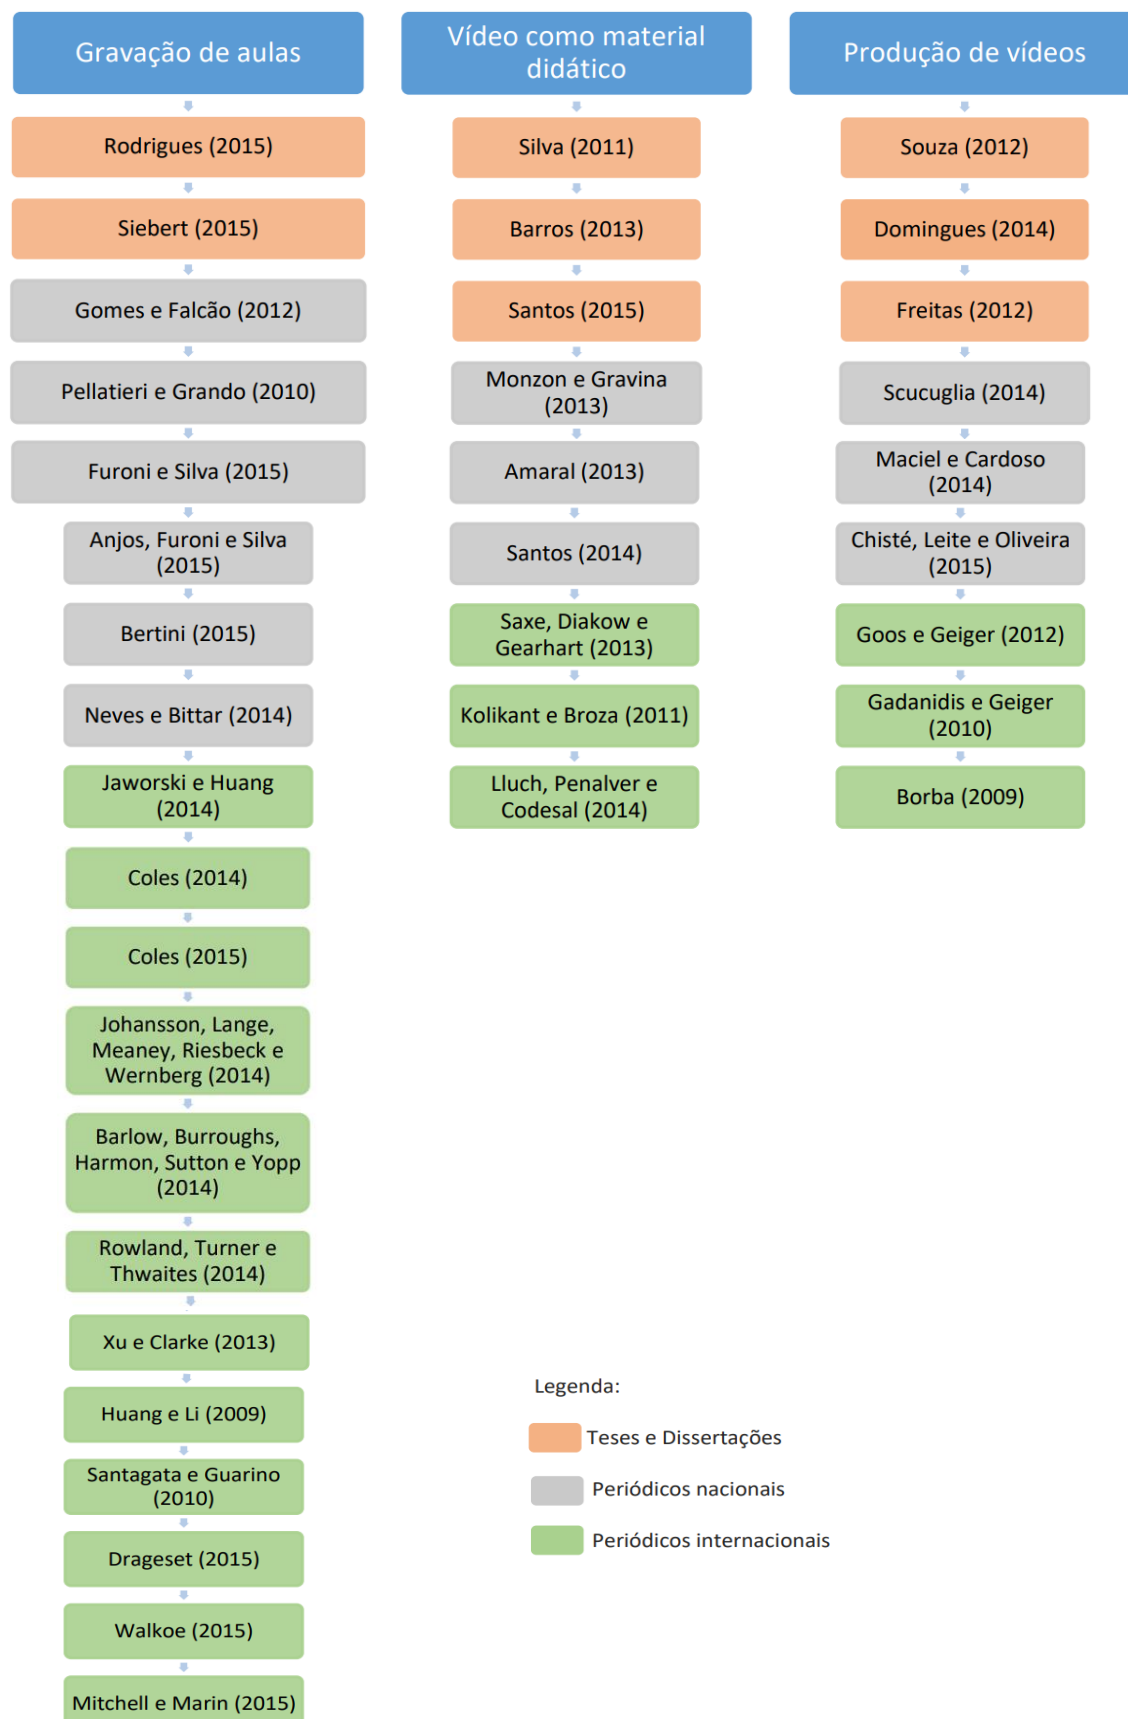 Gravação de aulas
Rodrigues (2015)
Siebert (2015)
Gomes e Falcão (2012)
Pellatieri e Grando (2010)
Furoni e Silva (2015)
Anjos, Furoni e Silva
(2015)
Bertini (2015)
Neves e Bittar (2014)
Jaworski e Huang
(2014)
Coles (2014)
Coles (2015)
Johansson, Lange,
Meaney, Riesbeck e
Wernberg (2014)
Barlow, Burroughs,
Harmon, Sutton e Yopp
(2014)
Rowland, Turner e
Thwaites (2014)
Xu e Clarke (2013)
Huang e Li (2009)
Santagata e Guarino
(2010)
Drageset (2015)
Walkoe (2015)
Mitchell e Marin (2015)
Vídeo como material
didático
Silva (2011)
Barros (2013)
Santos (2015)
Monzon e Gravina
(2013)
Amaral (2013)
Santos (2014)
Saxe, Diakow e
Gearhart (2013)
Kolikant e Broza (2011)
Lluch, Penalver e
Codesal (2014)
Produção de vídeos
Souza (2012)
Domingues (2014)
Freitas (2012)
Scucuglia (2014)
Maciel e Cardoso
(2014)
Chisté, Leite e Oliveira
(2015)
Goos e Geiger (2012)
Gadanidis e Geiger
(2010)
Borba (2009)
Legenda:
Teses e Dissertações
Periódicos nacionais
Periódicos internacionais